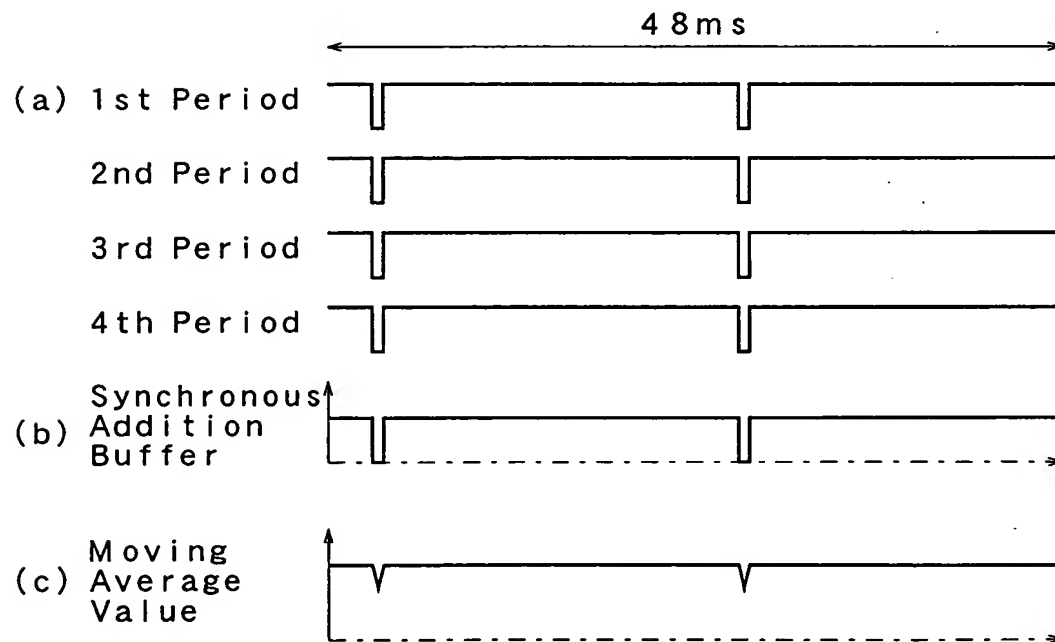 48ms
(a) 1st Period
2nd Period
3rd Period
4th Period
(b) Synchronous
Addition
Buffer
(c) Moving
Average
Value